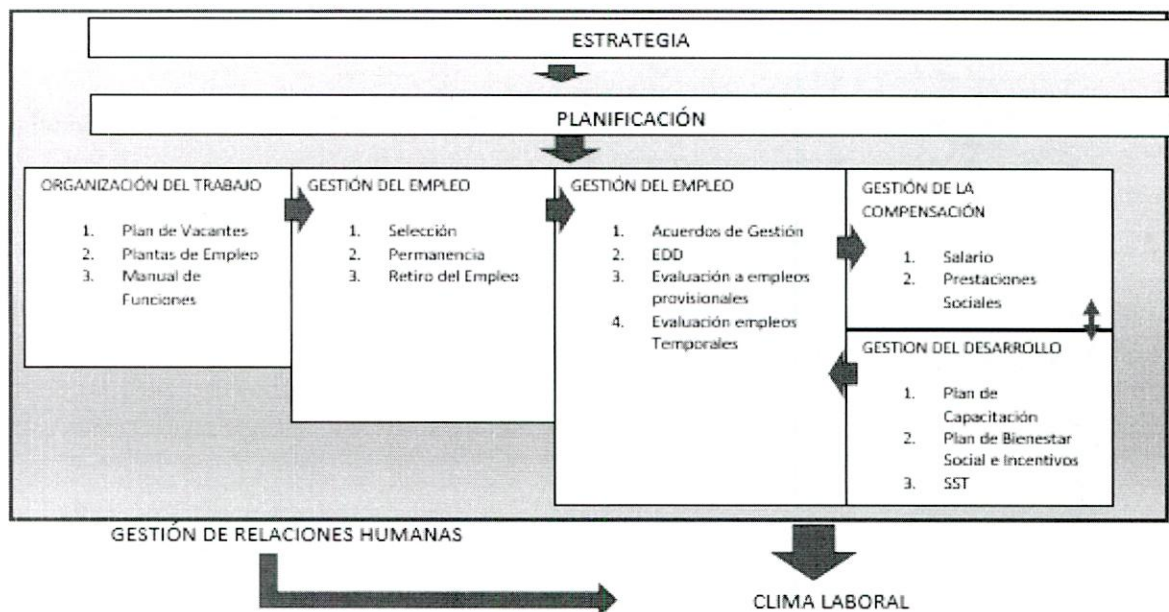 ESTRATEGIA
PLANIFICACIÓN
ORGANIZACIÓN DEL TRABAJO
1. Plan de Vacantes
2. Plantas de Empleo
3. Manual de
Funciones
GESTIÓN DEL EMPLEO
1. Selección
2. Permanencia
3. Retiro del Empleo
GESTIÓN DEL EMPLEO
1. Acuerdos de Gestión
2. EDD
3. Evaluación a empleos
provisionales
4. Evaluación empleos
Temporales
GESTIÓN DE LA
COMPENSACIÓN
1. Salario
2. Prestaciones
Sociales
GESTION DEL DESARROLLO
1. Plan de
Capacitación
2. Plan de Bienestar
Social e Incentivos
3. SST
GESTIÓN DE RELACIONES HUMANAS
CLIMA LABORAL